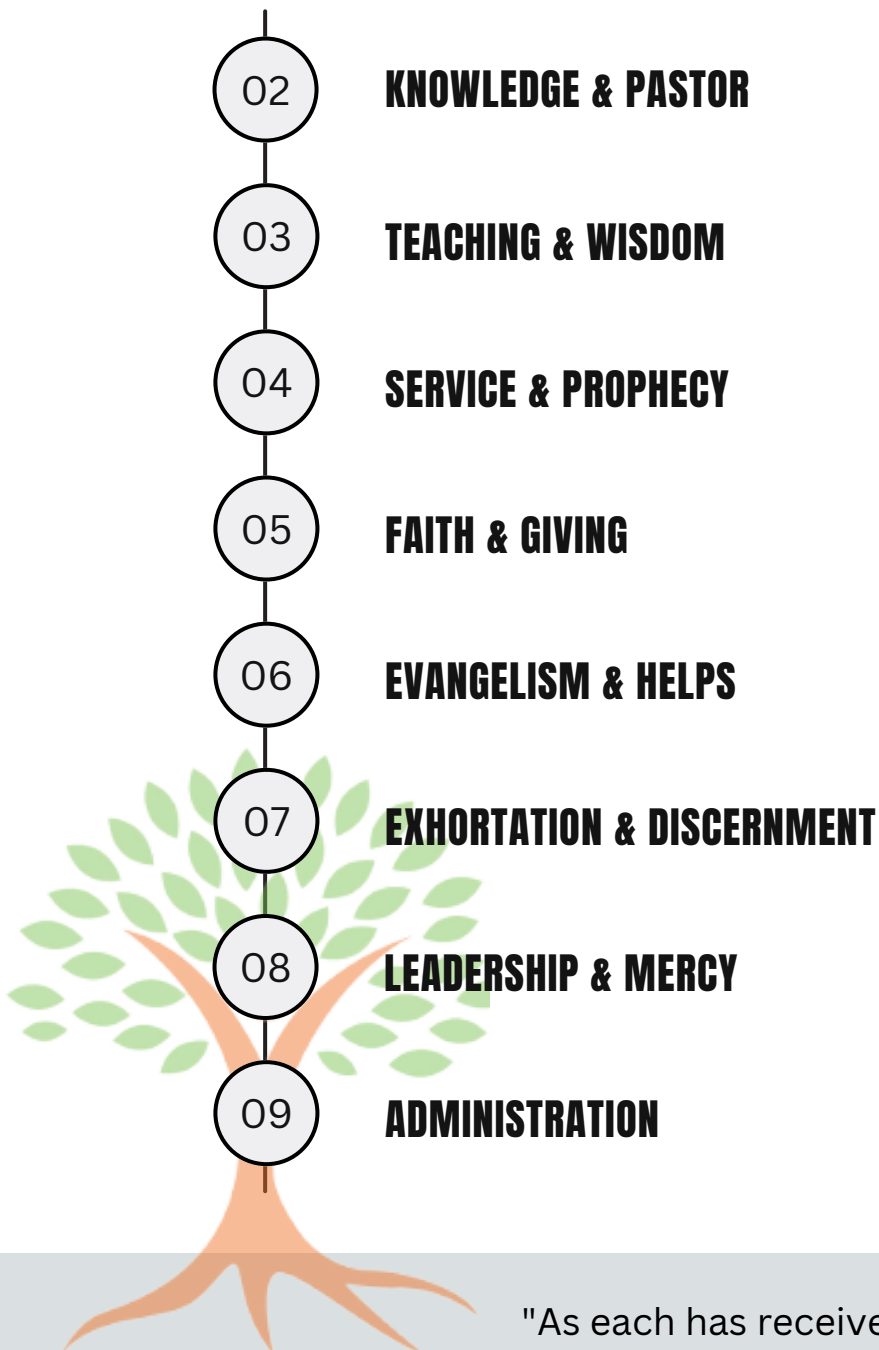 02 KNOWLEDGE & PASTOR
03 TEACHING & WISDOM
04 SERVICE & PROPHECY
05 FAITH & GIVING
06 EVANGELISM & HELPS
07 EXHORTATION & DISCERNMENT
08 LEADERSHIP & MERCY
09 ADMINISTRATION
"As each has receive